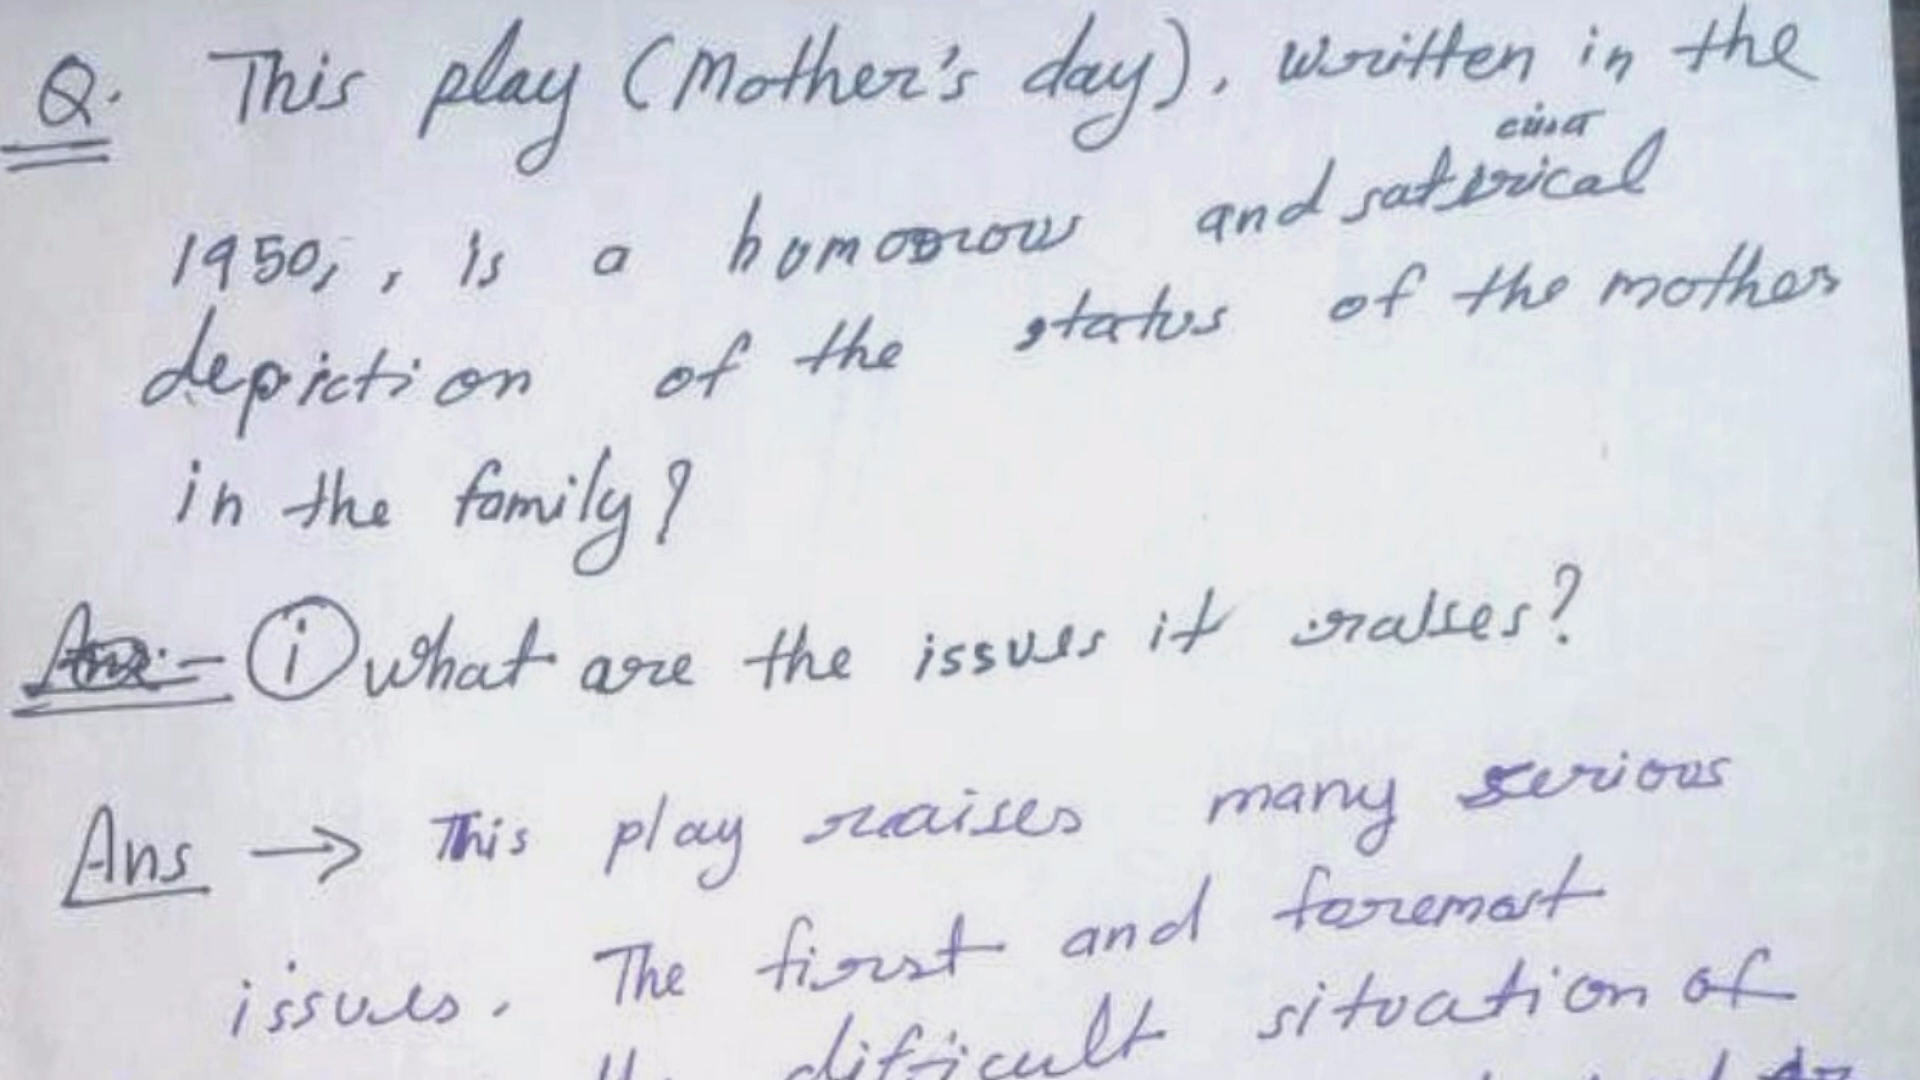 Q. This play (Mother's day), written in the
1950, , is a homorow and satirical
depiction of the status of the mother
in the family?
Ans:- (i) what are the issues it raises?
Ans → This play raises many serious
issues. The first and foremost
difficult situation of